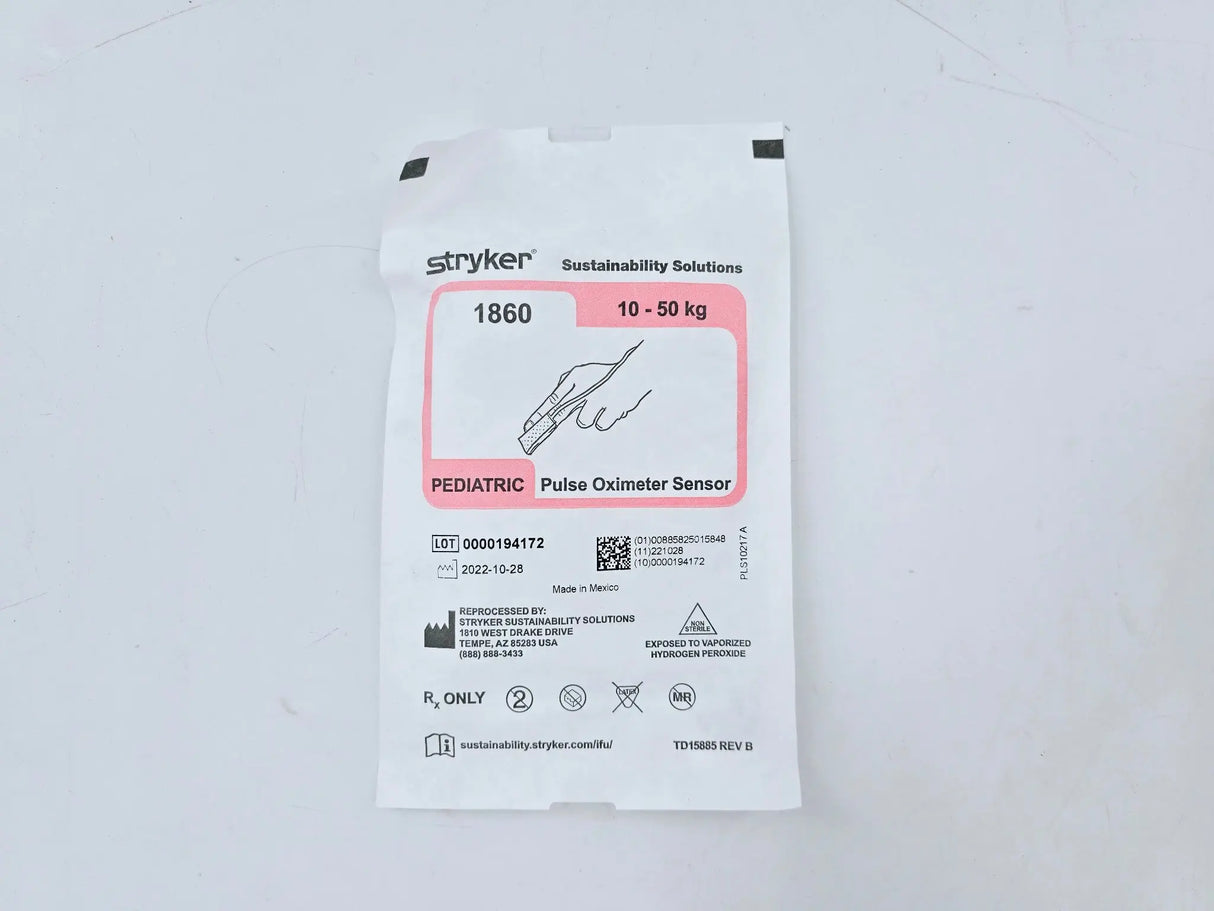 stryker® Sustainability Solutions
1860
10 - 50 kg
PEDIATRIC Pulse Oximeter Sensor
LOT 0000194172
2022-10-28
(01)00885825015848
(11)221028
(10)0000194172
PLS10217 A
Made in Mexico
REPROCESSED BY:
STRYKER SUSTAINABILITY SOLUTIONS
1810 WEST DRAKE DRIVE
TEMPE, AZ 85283 USA
(888) 888-3433
NON
STERILE
EXPOSED TO VAPORIZED
HYDROGEN PEROXIDE
Rx ONLY 2 LATEX MR
sustainability.stryker.com/ifu/ TD15885 REV B